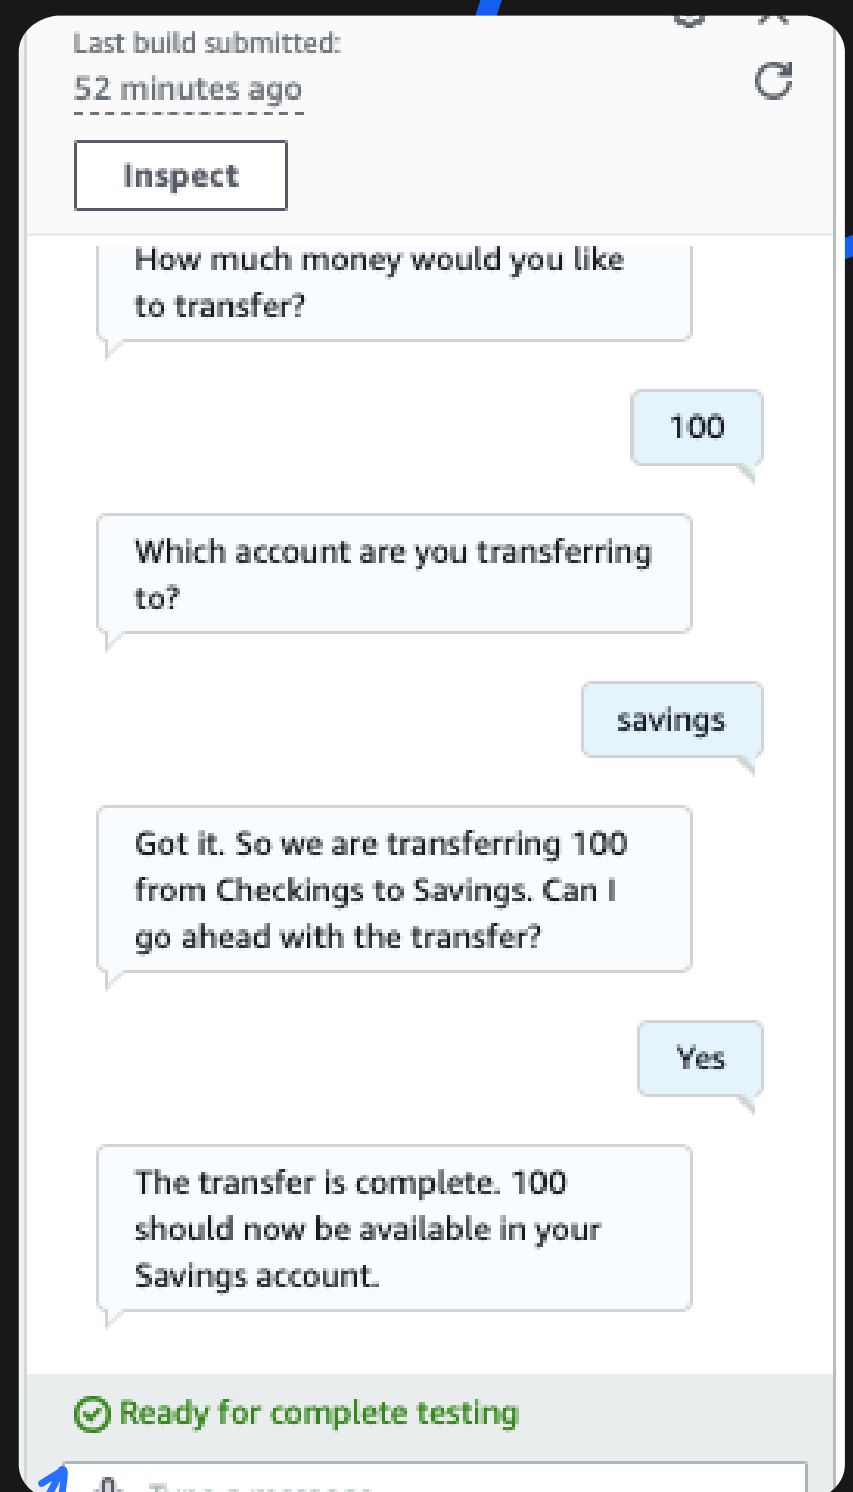 Last build submitted:
52 minutes ago
Inspect
How much money would you like
to transfer?
100
Which account are you transferring
to?
savings
Got it. So we are transferring 100
from Checkings to Savings. Can I
go ahead with the transfer?
Yes
The transfer is complete. 100
should now be available in your
Savings account.
Ready for complete testing
Type a message